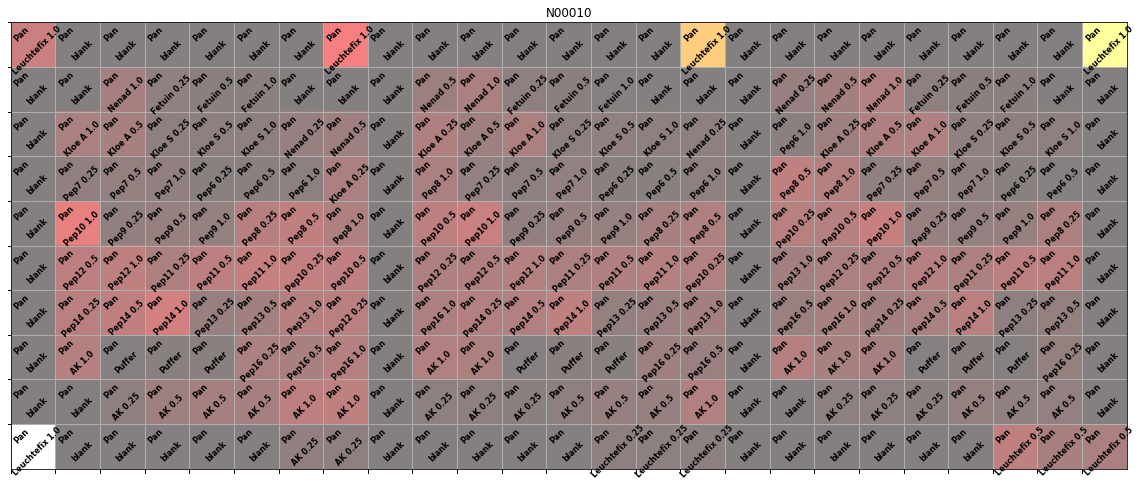 N00010
Pan Pan Pan Pan Pan Pan Pan Pan Pan Pan Pan Pan Pan Pan Pan Pan Pan Pan Pan Pan Pan Pan Pan Pan Pan
Leuchtefix 1.0 blank blank blank blank blank blank Leuchtefix 1.0 blank blank blank blank blank blank blank Leuchtefix 1.0 blank blank blank blank blank blank blank blank Leuchtefix 1.0
Pan Pan Pan Pan Pan Pan Pan Pan Pan Pan Pan Pan Pan Pan Pan Pan Pan Pan Pan Pan Pan Pan Pan Pan Pan
blank blank Nenad 1.0 Fetuin 0.25 Fetuin 0.5 Fetuin 1.0 blank blank blank Nenad 0.5 Nenad 1.0 Fetuin 0.25 Fetuin 0.5 Fetuin 1.0 blank blank blank Nenad 0.25 Nenad 0.5 Nenad 1.0 Fetuin 0.25 Fetuin 0.5 Fetuin 1.0 blank blank
Pan Pan Pan Pan Pan Pan Pan Pan Pan Pan Pan Pan Pan Pan Pan Pan Pan Pan Pan Pan Pan Pan Pan Pan Pan
blank Kloe A 1.0 Kloe A 0.5 Kloe S 0.25 Kloe S 0.5 Kloe S 1.0 Nenad 0.25 Nenad 0.5 blank Kloe A 0.25 Kloe A 0.5 Kloe A 1.0 Kloe S 0.25 Kloe S 0.5 Kloe S 1.0 Nenad 0.25 blank Pep6 1.0 Kloe A 0.25 Kloe A 0.5 Kloe A 1.0 Kloe S 0.25 Kloe S 0.5 Kloe S 1.0 blank
Pan Pan Pan Pan Pan Pan Pan Pan Pan Pan Pan Pan Pan Pan Pan Pan Pan Pan Pan Pan Pan Pan Pan Pan Pan
blank Pep7 0.25 Pep7 0.5 Pep7 1.0 Pep6 0.25 Pep6 0.5 Pep6 1.0 Kloe A 0.25 blank Pep8 1.0 Pep7 0.25 Pep7 0.5 Pep7 1.0 Pep6 0.25 Pep6 0.5 Pep6 1.0 blank Pep8 0.5 Pep8 1.0 Pep7 0.25 Pep7 0.5 Pep7 1.0 Pep6 0.25 Pep6 0.5 blank
Pan Pan Pan Pan Pan Pan Pan Pan Pan Pan Pan Pan Pan Pan Pan Pan Pan Pan Pan Pan Pan Pan Pan Pan Pan
blank Pep10 1.0 Pep9 0.25 Pep9 0.5 Pep9 1.0 Pep8 0.25 Pep8 0.5 Pep8 1.0 blank Pep10 0.5 Pep10 1.0 Pep9 0.25 Pep9 0.5 Pep9 1.0 Pep8 0.25 Pep8 0.5 blank Pep10 0.25 Pep10 0.5 Pep10 1.0 Pep9 0.25 Pep9 0.5 Pep9 1.0 Pep8 0.25 blank
Pan Pan Pan Pan Pan Pan Pan Pan Pan Pan Pan Pan Pan Pan Pan Pan Pan Pan Pan Pan Pan Pan Pan Pan Pan
blank Pep12 0.5 Pep12 1.0 Pep11 0.25 Pep11 0.5 Pep11 1.0 Pep10 0.25 Pep10 0.5 blank Pep12 0.25 Pep12 0.5 Pep12 1.0 Pep11 0.25 Pep11 0.5 Pep11 1.0 Pep10 0.25 blank Pep13 1.0 Pep12 0.25 Pep12 0.5 Pep12 1.0 Pep11 0.25 Pep11 0.5 Pep11 1.0 blank
Pan Pan Pan Pan Pan Pan Pan Pan Pan Pan Pan Pan Pan Pan Pan Pan Pan Pan Pan Pan Pan Pan Pan Pan Pan
blank Pep14 0.25 Pep14 0.5 Pep14 1.0 Pep13 0.25 Pep13 0.5 Pep13 1.0 Pep12 0.25 blank Pep16 1.0 Pep14 0.25 Pep14 0.5 Pep14 1.0 Pep13 0.25 Pep13 0.5 Pep13 1.0 blank Pep16 0.5 Pep16 1.0 Pep14 0.25 Pep14 0.5 Pep14 1.0 Pep13 0.25 Pep13 0.5 blank
Pan Pan Pan Pan Pan Pan Pan Pan Pan Pan Pan Pan Pan Pan Pan Pan Pan Pan Pan Pan Pan Pan Pan Pan Pan
blank AK 1.0 Puffer Puffer Puffer Pep16 0.25 Pep16 0.5 Pep16 1.0 blank AK 1.0 AK 1.0 Puffer Puffer Puffer Pep16 0.25 Pep16 0.5 blank AK 1.0 AK 1.0 AK 1.0 Puffer Puffer Puffer Pep16 0.25 blank
Pan Pan Pan Pan Pan Pan Pan Pan Pan Pan Pan Pan Pan Pan Pan Pan Pan Pan Pan Pan Pan Pan Pan Pan Pan
blank blank AK 0.25 AK 0.5 AK 0.5 AK 0.5 AK 1.0 AK 1.0 blank AK 0.25 AK 0.25 AK 0.25 AK 0.5 AK 0.5 AK 0.5 AK 1.0 blank blank AK 0.25 AK 0.25 AK 0.25 AK 0.5 AK 0.5 AK 0.5 blank
Pan Pan Pan Pan Pan Pan Pan Pan Pan Pan Pan Pan Pan Pan Pan Pan Pan Pan Pan Pan Pan Pan Pan Pan Pan
Leuchtefix 1.0 blank blank blank blank blank AK 0.25 AK 0.25 blank blank blank blank blank Leuchtefix 0.25 Leuchtefix 0.25 Leuchtefix 0.25 blank blank blank blank blank blank Leuchtefix 0.5 Leuchtefix 0.5 Leuchtefix 0.5